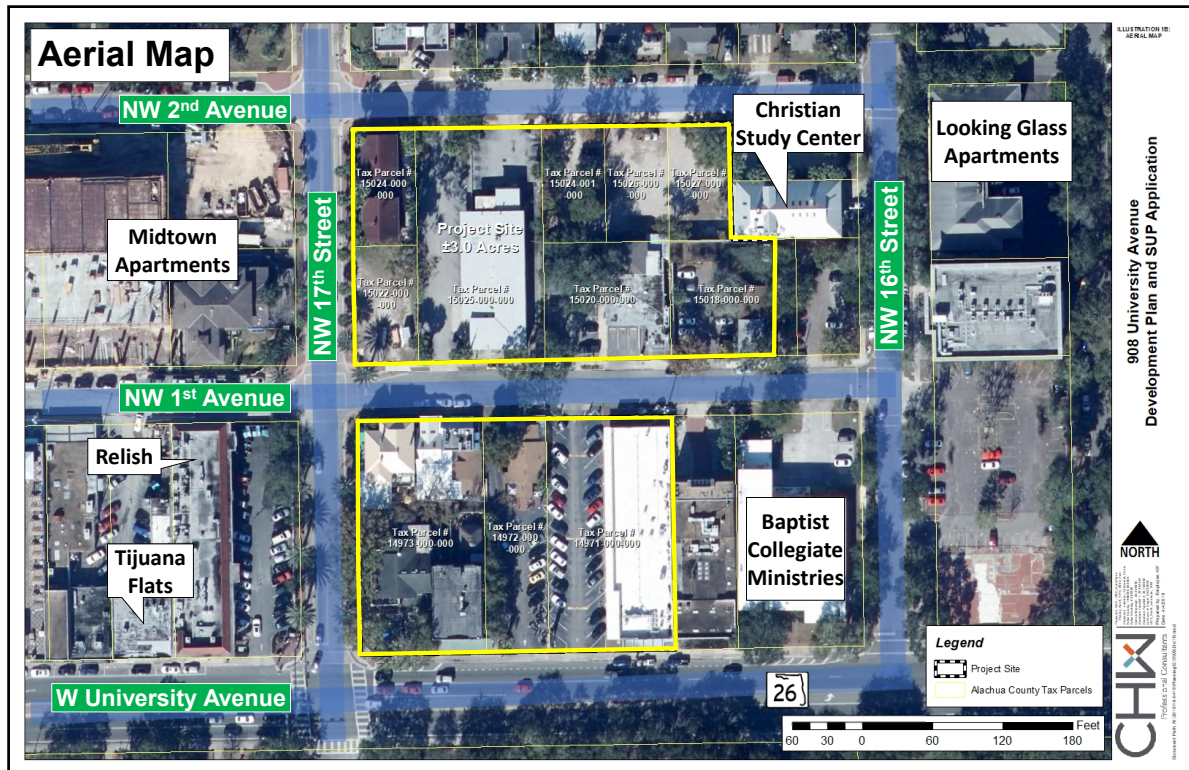 Aerial Map
ILLUSTRATION 1B:
AERIAL MAP
NW 2nd Avenue
Christian
Study Center
Looking Glass
Apartments
Tax Parcel #
15024-000
000
Tax Parcel #
15024-001
000
Tax Parcel #
15026-000
000
Tax Parcel #
15027-000
000
NW 17th Street
NW 16th Street
Midtown
Apartments
Project Site
±3.0 Acres
Tax Parcel #
15022-000
-000
Tax Parcel #
15025-000-000
Tax Parcel #
15020-000-000
Tax Parcel #
15018-000-000
908 University Avenue
Development Plan and SUP Application
NW 1st Avenue
Relish
Tijuana
Flats
Tax Parcel #
14973-000-000
Tax Parcel #
14972-000
-000
Tax Parcel #
14971-000-000
Baptist
Collegiate
Ministries
NORTH
Legend
Project Site
Alachua County Tax Parcels
W University Avenue
26
Feet
60 30 0 60 120 180
CHW
Professional Consultants